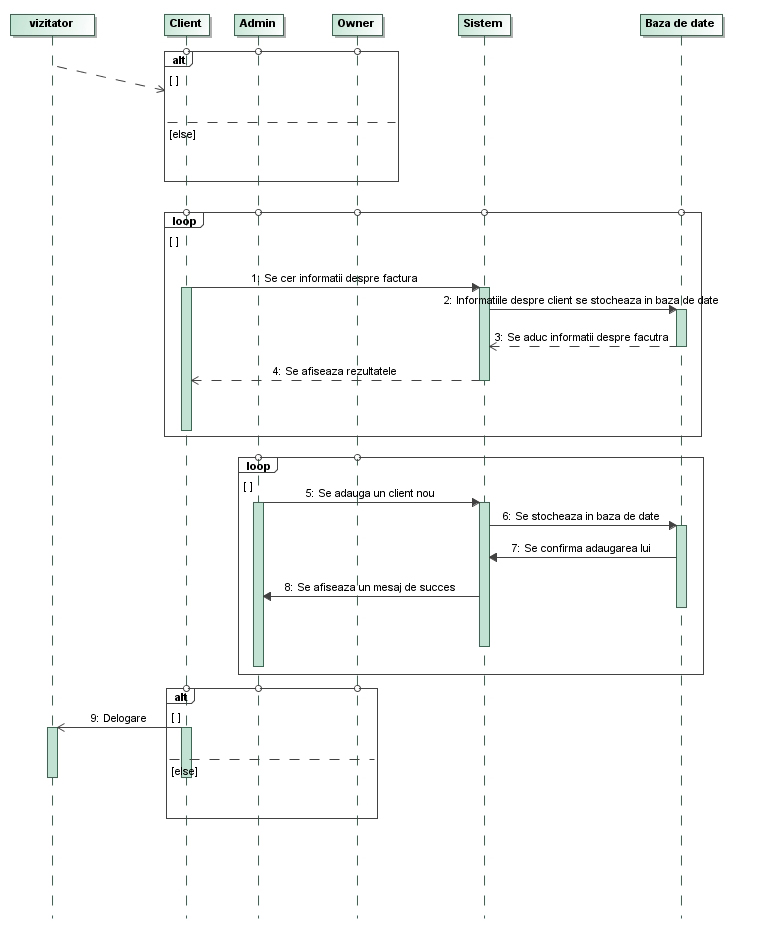 vizitator
Client
Admin
Owner
Sistem
Baza de date
alt
[ ]
[else]
loop
[ ]
1: Se cer informatii despre factura
2: Informatiile despre client se stocheaza in baza de date
3: Se aduc informatii despre facutra
4: Se afiseaza rezultatele
loop
[ ]
5: Se adauga un client nou
6: Se stocheaza in baza de date
7: Se confirma adaugarea lui
8: Se afiseaza un mesaj de succes
alt
[ ]
9: Delogare
[else]